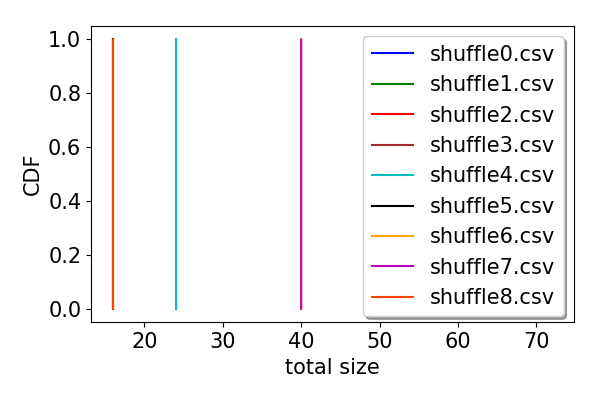 1.0
0.8
0.6
0.4
0.2
0.0
CDF
20
30
40
50
60
70
total size
shuffle0.csv
shuffle1.csv
shuffle2.csv
shuffle3.csv
shuffle4.csv
shuffle5.csv
shuffle6.csv
shuffle7.csv
shuffle8.csv